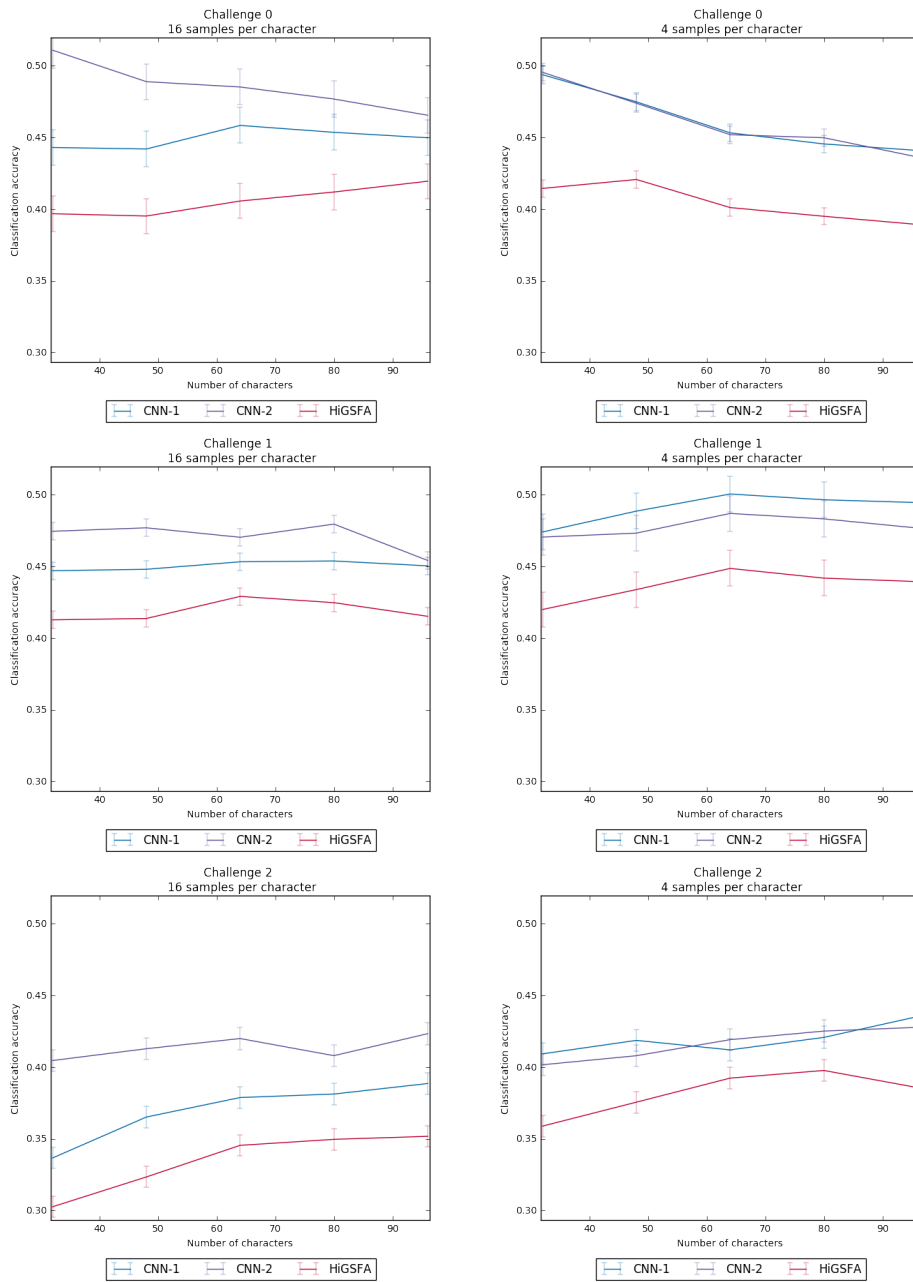 Challenge 0
16 samples per character
0.50
0.45
0.40
0.35
0.30
Classification accuracy
40 50 60 70 80 90
Number of characters
CNN-1 CNN-2 HiGSFA
Challenge 0
4 samples per character
0.50
0.45
0.40
0.35
0.30
Classification accuracy
40 50 60 70 80 90
Number of characters
CNN-1 CNN-2 HiGSFA
Challenge 1
16 samples per character
0.50
0.45
0.40
0.35
0.30
Classification accuracy
40 50 60 70 80 90
Number of characters
CNN-1 CNN-2 HiGSFA
Challenge 1
4 samples per character
0.50
0.45
0.40
0.35
0.30
Classification accuracy
40 50 60 70 80 90
Number of characters
CNN-1 CNN-2 HiGSFA
Challenge 2
16 samples per character
0.50
0.45
0.40
0.35
0.30
Classification accuracy
40 50 60 70 80 90
Number of characters
CNN-1 CNN-2 HiGSFA
Challenge 2
4 samples per character
0.50
0.45
0.40
0.35
0.30
Classification accuracy
40 50 60 70 80 90
Number of characters
CNN-1 CNN-2 HiGSFA